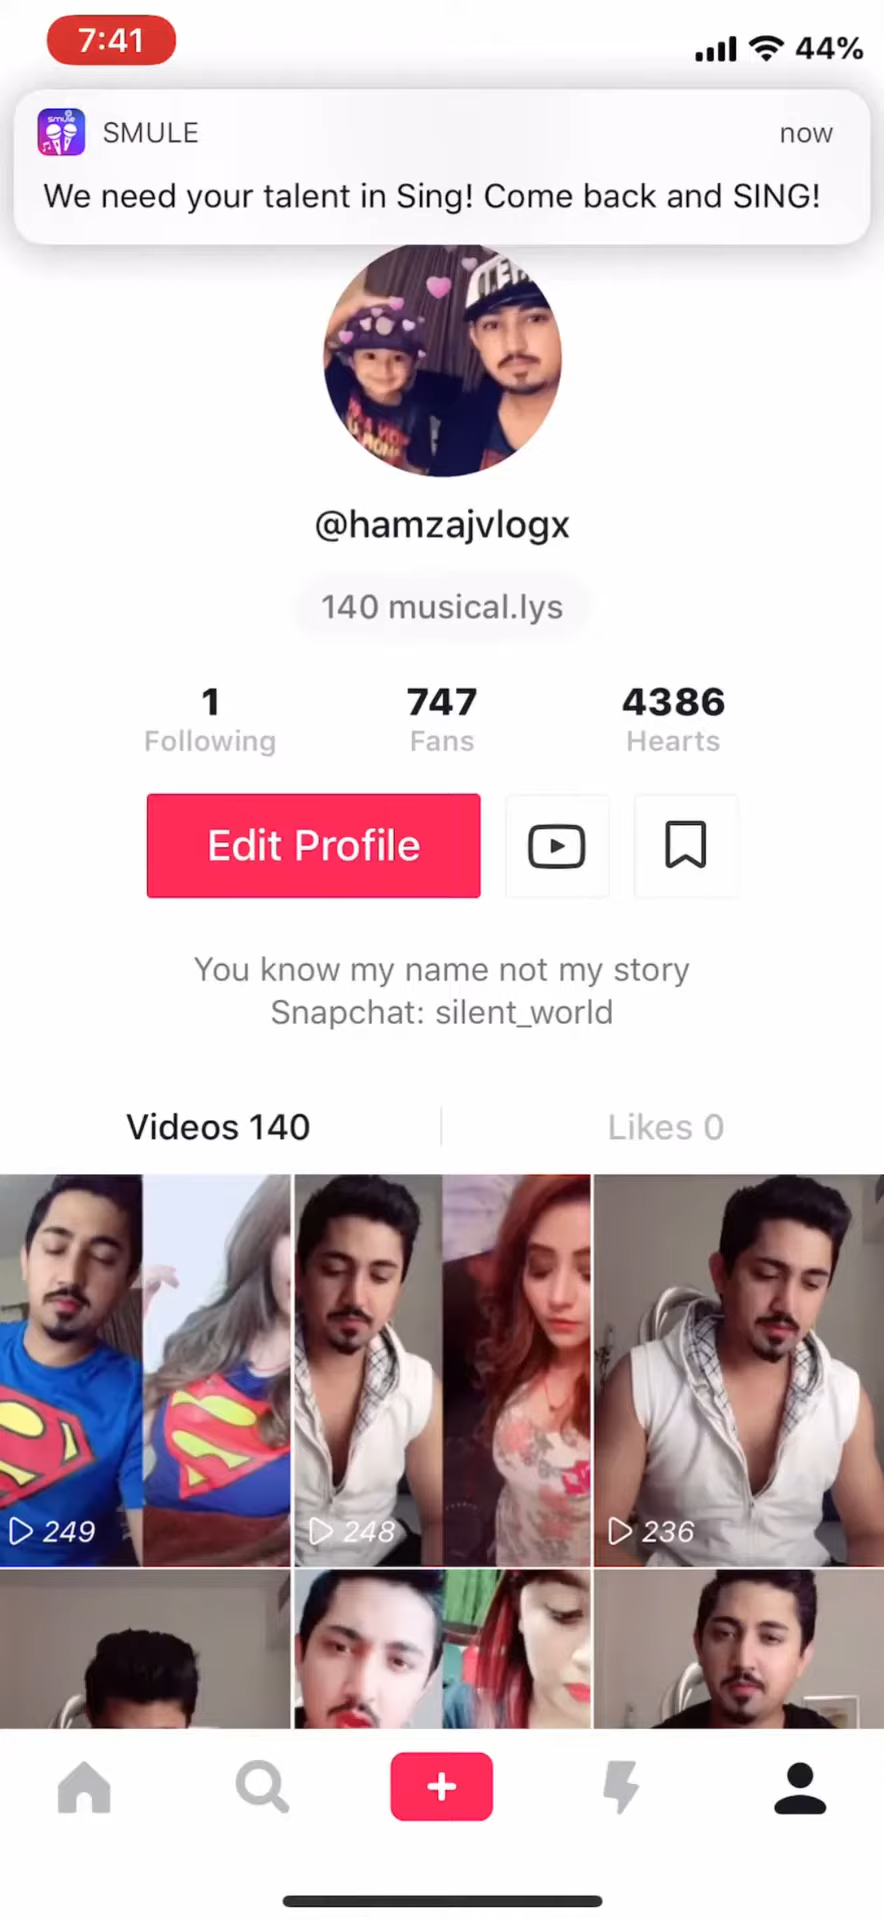 7:41
44%
smule
SMULE
now
We need your talent in Sing! Come back and SING!
@hamzajvlogx
140 musical.lys
1
747
4386
Following
Fans
Hearts
Edit Profile
You know my name not my story
Snapchat: silent_world
Videos 140
Likes 0
249
248
236